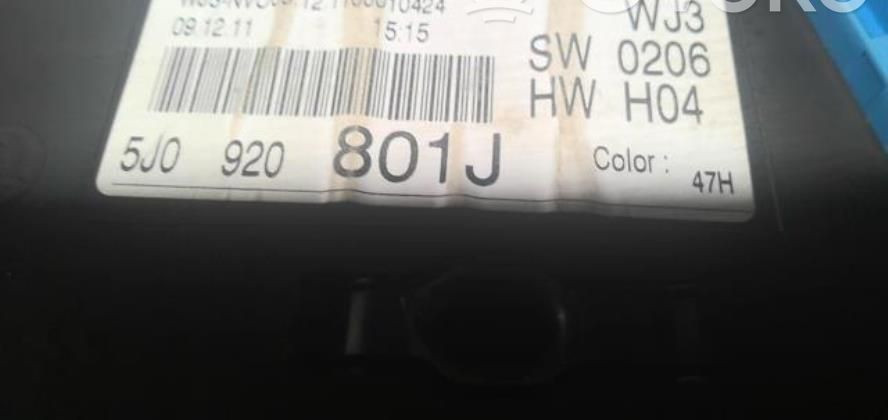 WJ3
09.12.11 15:15
SW 0206
HW H04
5J0 920 801J Color :
47H